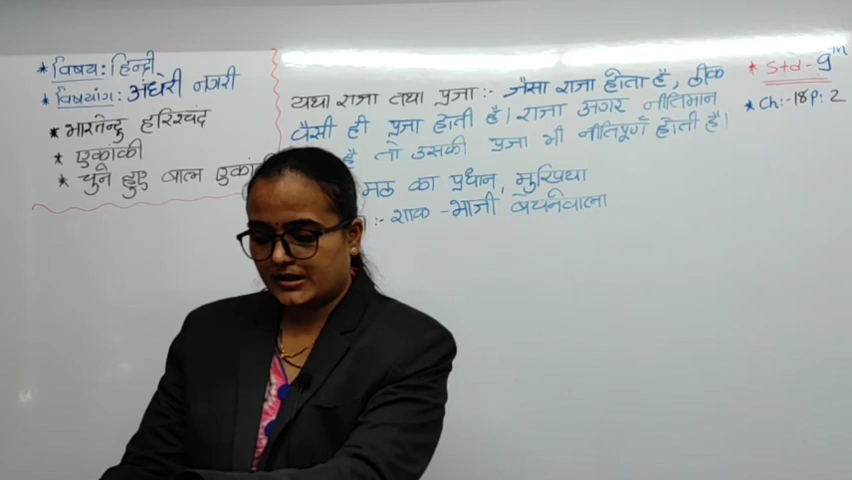 * विषय: हिन्दी
* विषयांग: अंधेरी नगरी
* भारतेन्दु हरिश्चंद
* एकांकी
* चुने हुए बाल एकांकी
यथा राजा तथा प्रजा :- जैसा राजा होता है, ठीक
वैसी ही प्रजा होती है। राजा अगर नीतिमान
है तो उसकी प्रजा भी नीतिपूर्ण होती है।
मठ का प्रधान,
:- शाक -भाजी बेचनेवाला
* Std - 9th
* Ch:-18 P: 2